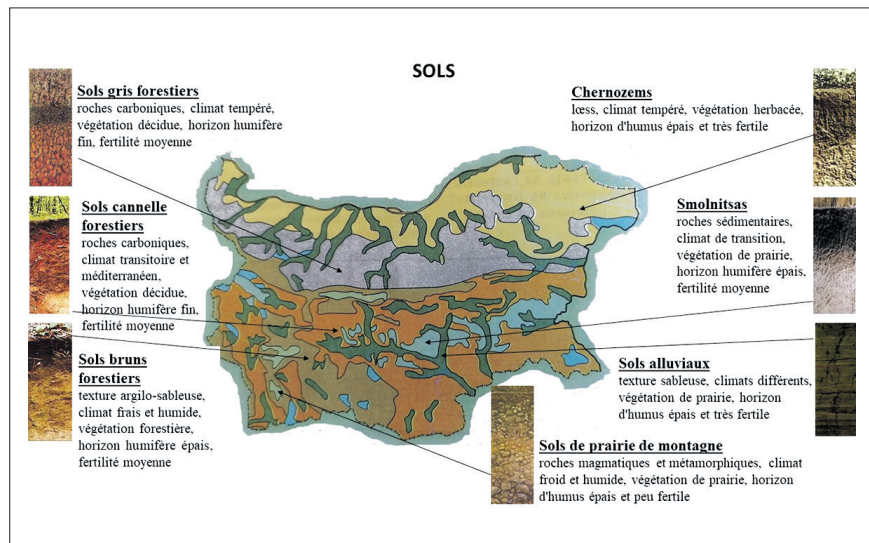 SOLS
Sols gris forestiers
roches carboniques, climat tempéré,
végétation décidue, horizon humifère
fin, fertilité moyenne
Sols cannelle
forestiers
roches carboniques,
climat transitoire et
méditerranéen,
végétation décidue,
horizon humifère fin,
fertilité moyenne
Sols bruns
forestiers
texture argilo-sableuse,
climat frais et humide,
végétation forestière,
horizon humifère épais,
fertilité moyenne
Chernozems
lœss, climat tempéré, végétation herbacée,
horizon d'humus épais et très fertile
Smolnitsas
roches sédimentaires,
climat de transition,
végétation de prairie,
horizon humifère épais,
fertilité moyenne
Sols alluviaux
texture sableuse, climats différents,
végétation de prairie, horizon
d'humus épais et très fertile
Sols de prairie de montagne
roches magmatiques et métamorphiques, climat
froid et humide, végétation de prairie, horizon
d'humus épais et peu fertile